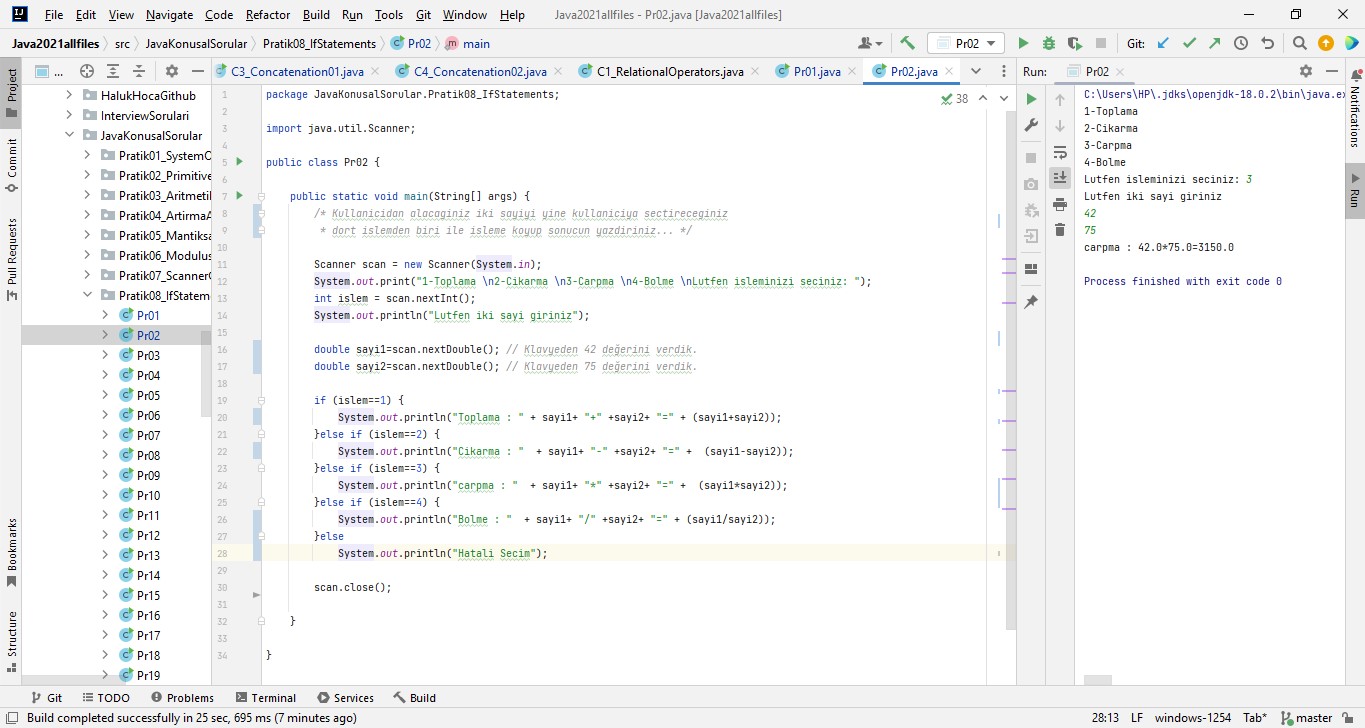 File Edit View Navigate Code Refactor Build Run Tools Git Window Help Java2021allfiles - Pr02.java [Java2021allfiles]
Java2021allfiles src JavaKonusalSorular Pratik08_IfStatements Pr02 main Pr02 Git:
Project
Commit
Pull Requests
Bookmarks
Structure
...
HalukHocaGithub
InterviewSorulari
JavaKonusalSorular
Pratik01_SystemO
Pratik02_Primitive
Pratik03_Aritmetil
Pratik04_ArtirmaA
Pratik05_Mantiksa
Pratik06_Modulus
Pratik07_Scanner
Pratik08_IfStatem
Pr01
Pr02
Pr03
Pr04
Pr05
Pr06
Pr07
Pr08
Pr09
Pr10
Pr11
Pr12
Pr13
Pr14
Pr15
Pr16
Pr17
Pr18
Pr19
C3_Concatenation01.java C4_Concatenation02.java C1_RelationalOperators.java Pr01.java Pr02.java
38
1 package JavaKonusalSorular.Pratik08_IfStatements;
2
3 import java.util.Scanner;
4
5 public class Pr02 {
6
7 public static void main(String[] args) {
8 /* Kullanicidan alacaginiz iki sayiyi yine kullaniciya sectireceginiz
9 * dort islemden biri ile isleme koyup sonucun yazdiriniz... */
10
11 Scanner scan = new Scanner(System.in);
12 System.out.print("1-Toplama \n2-Cikarma \n3-Carpma \n4-Bolme \nLutfen isleminizi seciniz: ");
13 int islem = scan.nextInt();
14 System.out.println("Lutfen iki sayi giriniz");
15
16 double sayi1=scan.nextDouble(); // Klavyeden 42 değerini verdik.
17 double sayi2=scan.nextDouble(); // Klavyeden 75 değerini verdik.
18
19 if (islem==1) {
20 System.out.println("Toplama : " + sayi1+ "+" +sayi2+ "=" + (sayi1+sayi2));
21 }else if (islem==2) {
22 System.out.println("Cikarma : "  + sayi1+ "-" +sayi2+ "=" +  (sayi1-sayi2));
23 }else if (islem==3) {
24 System.out.println("carpma : "  + sayi1+ "*" +sayi2+ "=" +  (sayi1*sayi2));
25 }else if (islem==4) {
26 System.out.println("Bolme : "  + sayi1+ "/" +sayi2+ "=" + (sayi1/sayi2));
27 }else
28 System.out.println("Hatali Secim");
29
30 scan.close();
31
32 }
33
34 }
Run: Pr02
C:\Users\HP\.jdks\openjdk-18.0.2\bin\java.ex
1-Toplama
2-Cikarma
3-Carpma
4-Bolme
Lutfen isleminizi seciniz: 3
Lutfen iki sayi giriniz
42
75
carpma : 42.0*75.0=3150.0
Process finished with exit code 0
Notifications
Run
Git TODO Problems Terminal Services Build
Build completed successfully in 25 sec, 695 ms (7 minutes ago) 28:13 LF windows-1254 Tab* master